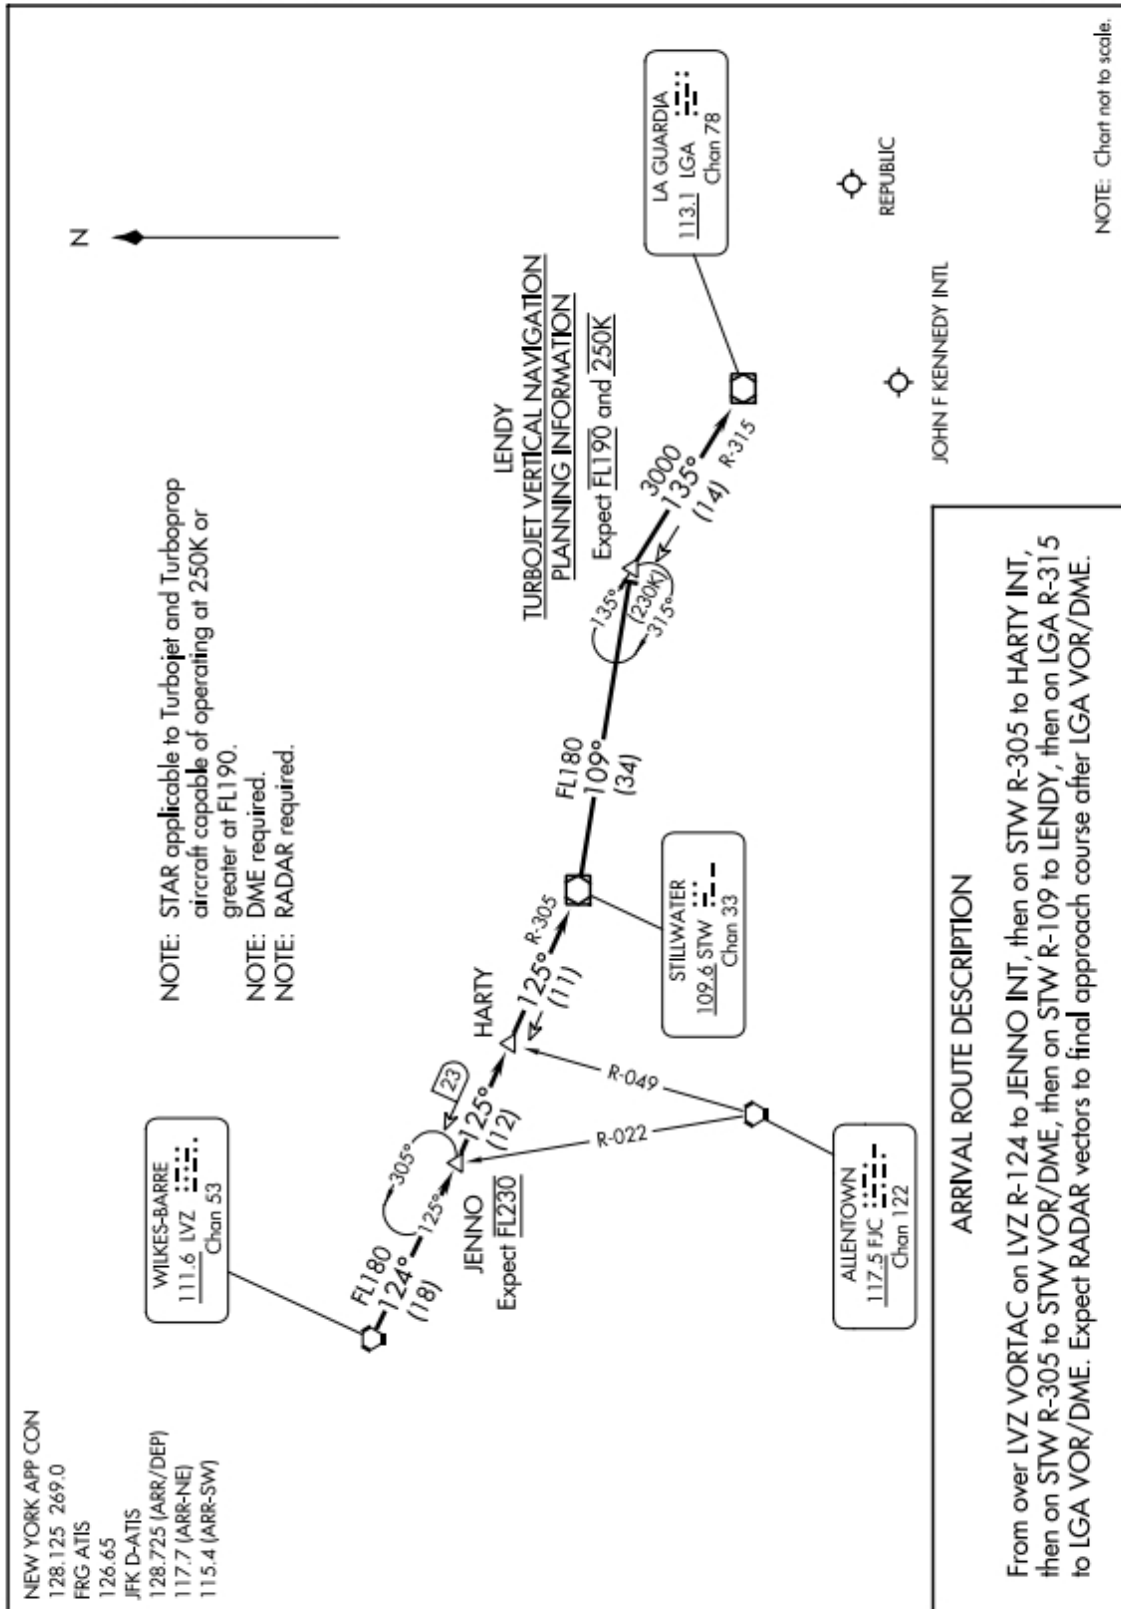 NEW YORK APP CON
128.125 269.0
FRG ATIS
126.65
JFK D-ATIS
128.725 (ARR/DEP)
117.7 (ARR-NE)
115.4 (ARR-SW)
NOTE: STAR applicable to Turbojet and Turboprop
aircraft capable of operating at 250K or
greater at FL190.
NOTE: DME required.
NOTE: RADAR required.
N
WILKES-BARRE
111.6 LVZ
Chan 53
FL180
124°
(18)
125°
305°
JENNO
Expect FL230
23
125°
(12)
HARTY
125°
(11)
R-305
R-022
R-049
ALLENTOWN
117.5 FJC
Chan 122
STILLWATER
109.6 STW
Chan 33
FL180
109°
(34)
LENDY
TURBOJET VERTICAL NAVIGATION
PLANNING INFORMATION
Expect FL190 and 250K
135°
(230K)
315°
3000
135°
(14)
R-315
LA GUARDIA
113.1 LGA
Chan 78
JOHN F KENNEDY INTL
REPUBLIC
NOTE: Chart not to scale.
ARRIVAL ROUTE DESCRIPTION
From over LVZ VORTAC on LVZ R-124 to JENNO INT, then on STW R-305 to HARTY INT,
then on STW R-305 to STW VOR/DME, then on STW R-109 to LENDY, then on LGA R-315
to LGA VOR/DME. Expect RADAR vectors to final approach course after LGA VOR/DME.